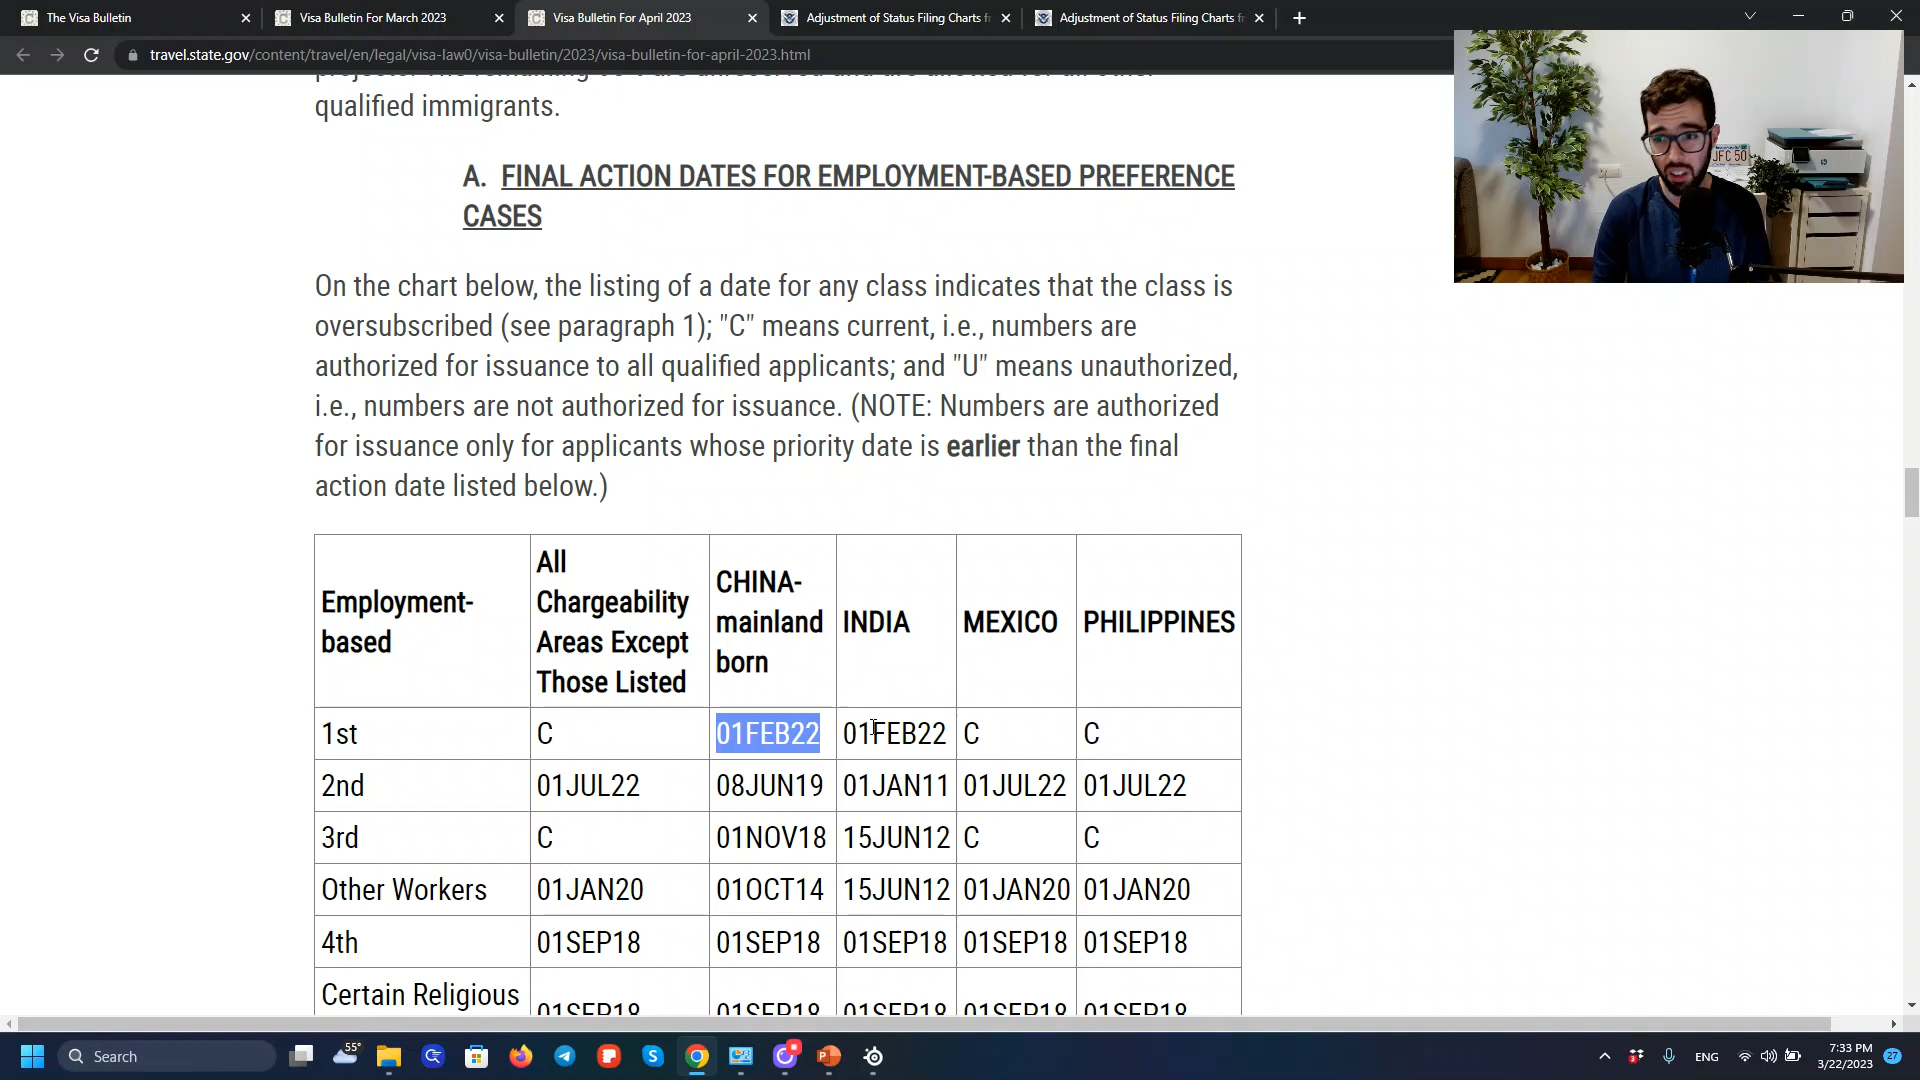 The Visa Bulletin
Visa Bulletin For March 2023
Visa Bulletin For April 2023
Adjustment of Status Filing Charts f
Adjustment of Status Filing Charts f
travel.state.gov/content/travel/en/legal/visa-law0/visa-bulletin/2023/visa-bulletin-for-april-2023.html
qualified immigrants.
A. FINAL ACTION DATES FOR EMPLOYMENT-BASED PREFERENCE
CASES
On the chart below, the listing of a date for any class indicates that the class is
oversubscribed (see paragraph 1); "C" means current, i.e., numbers are
authorized for issuance to all qualified applicants; and "U" means unauthorized,
i.e., numbers are not authorized for issuance. (NOTE: Numbers are authorized
for issuance only for applicants whose priority date is earlier than the final
action date listed below.)
Employment-based All Chargeability Areas Except Those Listed CHINA-mainland born INDIA MEXICO PHILIPPINES
1st C 01FEB22 01FEB22 C C
2nd 01JUL22 08JUN19 01JAN11 01JUL22 01JUL22
3rd C 01NOV18 15JUN12 C C
Other Workers 01JAN20 01OCT14 15JUN12 01JAN20 01JAN20
4th 01SEP18 01SEP18 01SEP18 01SEP18 01SEP18
Certain Religious 01SEP18 01SEP18 01SEP18 01SEP18 01SEP18
JFC 50
Search
55°
ENG
7:33 PM
3/22/2023
27